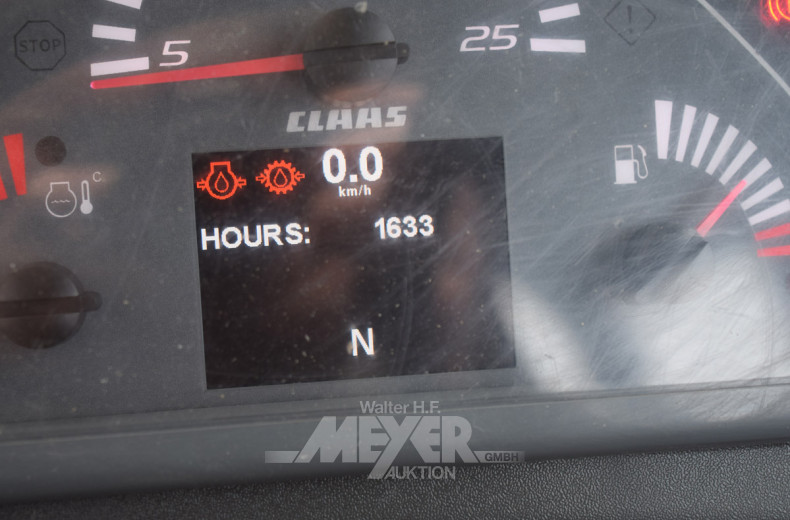 STOP
5
25
CLAAS
C
0.0
km/h
HOURS: 1633
N
Walter H.F.
MEYER
GMBH
AUKTION